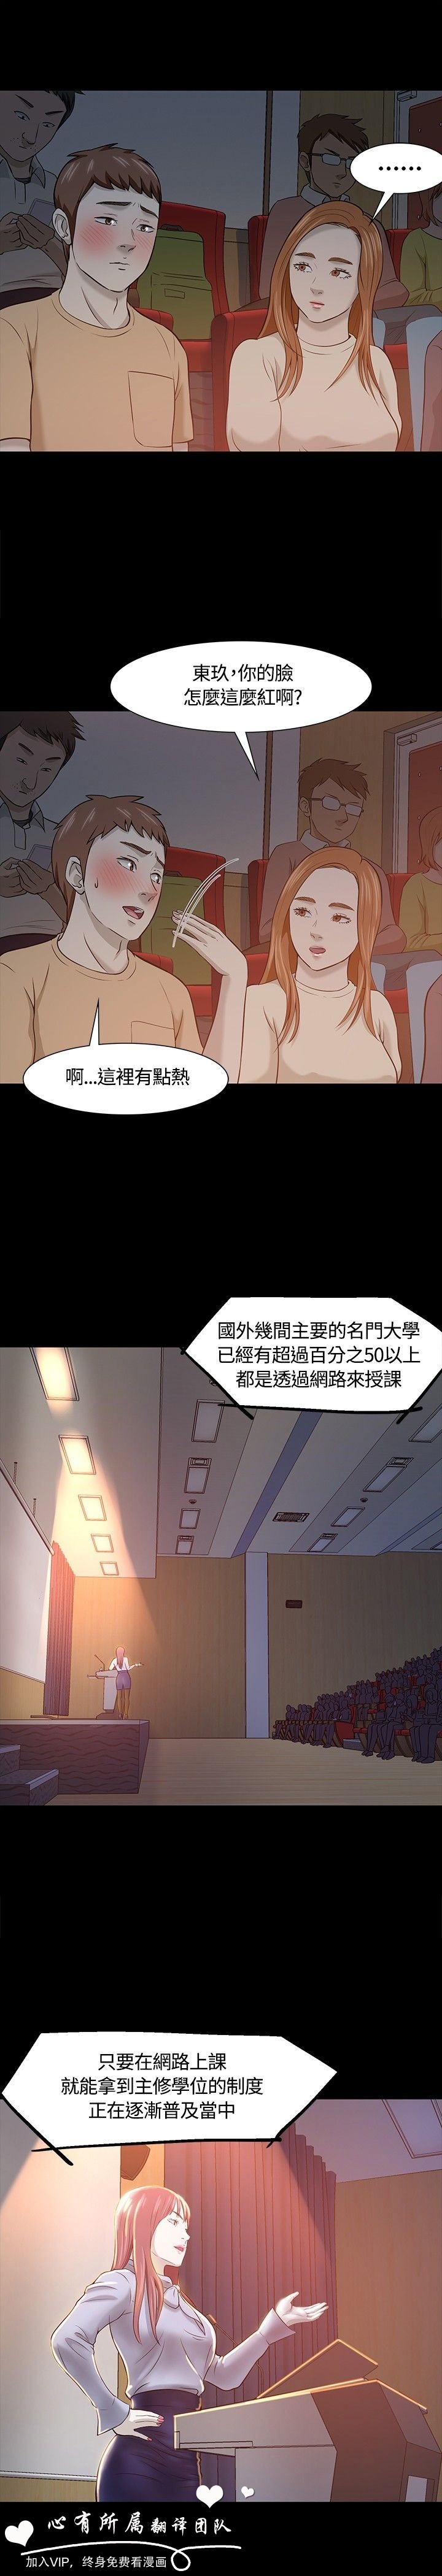 ······
東玖,你的臉
怎麼這麼紅啊?
啊...這裡有點熱
國外幾間主要的名門大學
已經有超過百分之50以上
都是透過網路來授課
只要在網路上課
就能拿到主修學位的制度
正在逐漸普及當中
心有所属翻译团队
加入VIP，终身免费看漫画